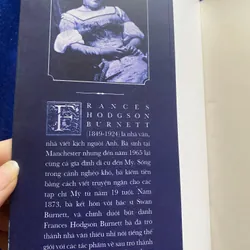 FRANCES
HODGSON
BURNETT
(1849-1924) là nhà văn,
nhà viết kịch người Anh. Bà sinh tại
Manchester nhưng đến năm 1965 lại
cùng cả gia đình di cư đến Mỹ. Sống
trong cảnh nghèo khó, bà kiếm tiền
bằng cách viết truyện ngắn cho các
tạp chí Mỹ từ năm 19 tuổi. Năm
1873, bà kết hôn với bác sĩ Swan
Burnett, và chính dưới bút danh
Frances Hodgson Burnett bà đã trở
thành nhà văn thiếu nhi nổi tiếng thế
giới với các tác phẩm về sau trở thành